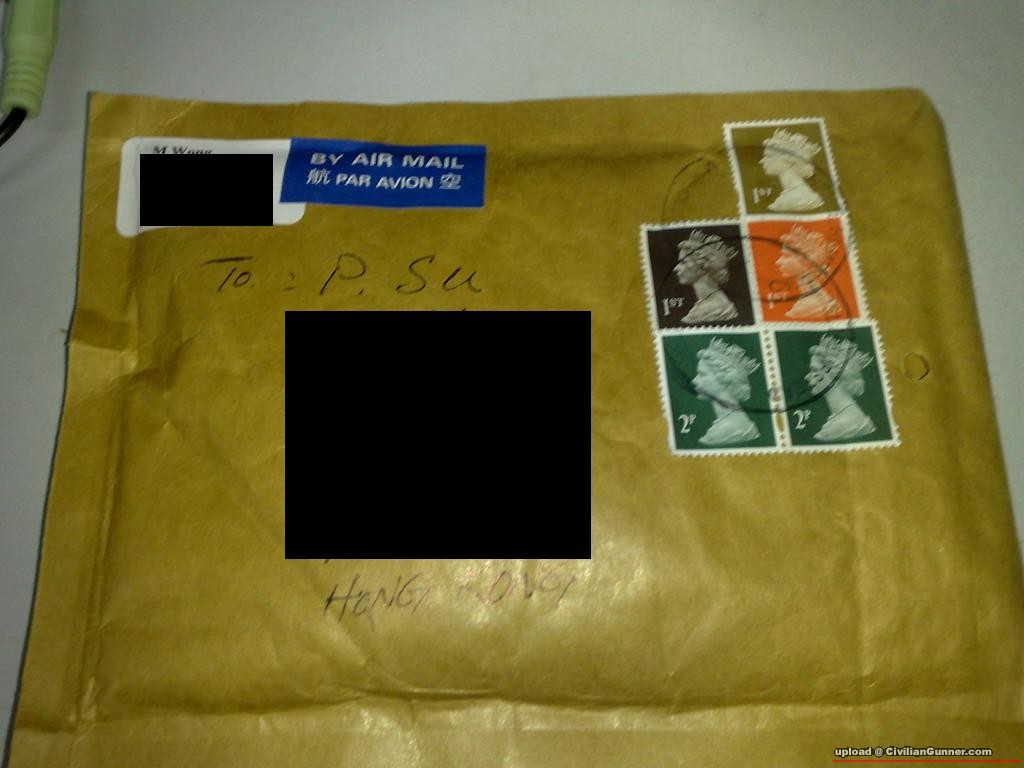 M Wong
BY AIR MAIL
航 PAR AVION 空
To : P. Su
HONG KONG
1ST
1ST
1ST
2P
2P
upload @ CivilianGunner.com